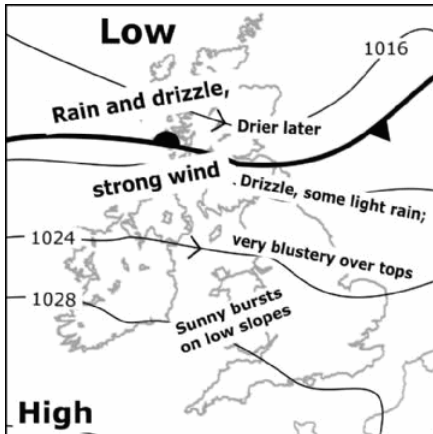 Low
1016
Rain and drizzle,
Drier later
strong wind
Drizzle, some light rain;
1024
very blustery over tops
1028
Sunny bursts
on low slopes
High